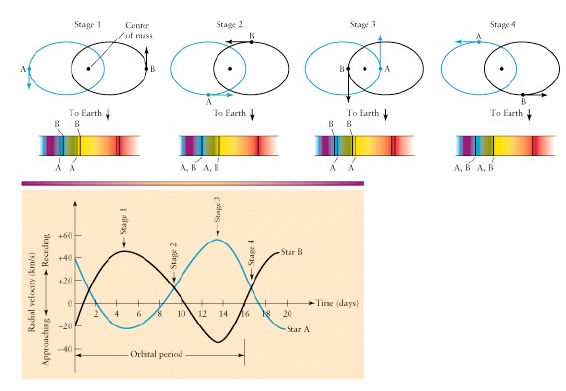 Stage 1
Center
of mass
A
B
To Earth
B B
A A
Stage 2
B
A
To Earth
A, B A, B
Stage 3
B
A
To Earth
B B
A A
Stage 4
A
B
To Earth
A, B A, B
Radial velocity (km/s)
Approaching
Receding
+60
+40
+20
0
-20
-40
Stage 1
Stage 2
Stage 3
Stage 4
2 4 6 8 10 12 14 16 18 20
Time (days)
Star B
Star A
Orbital period